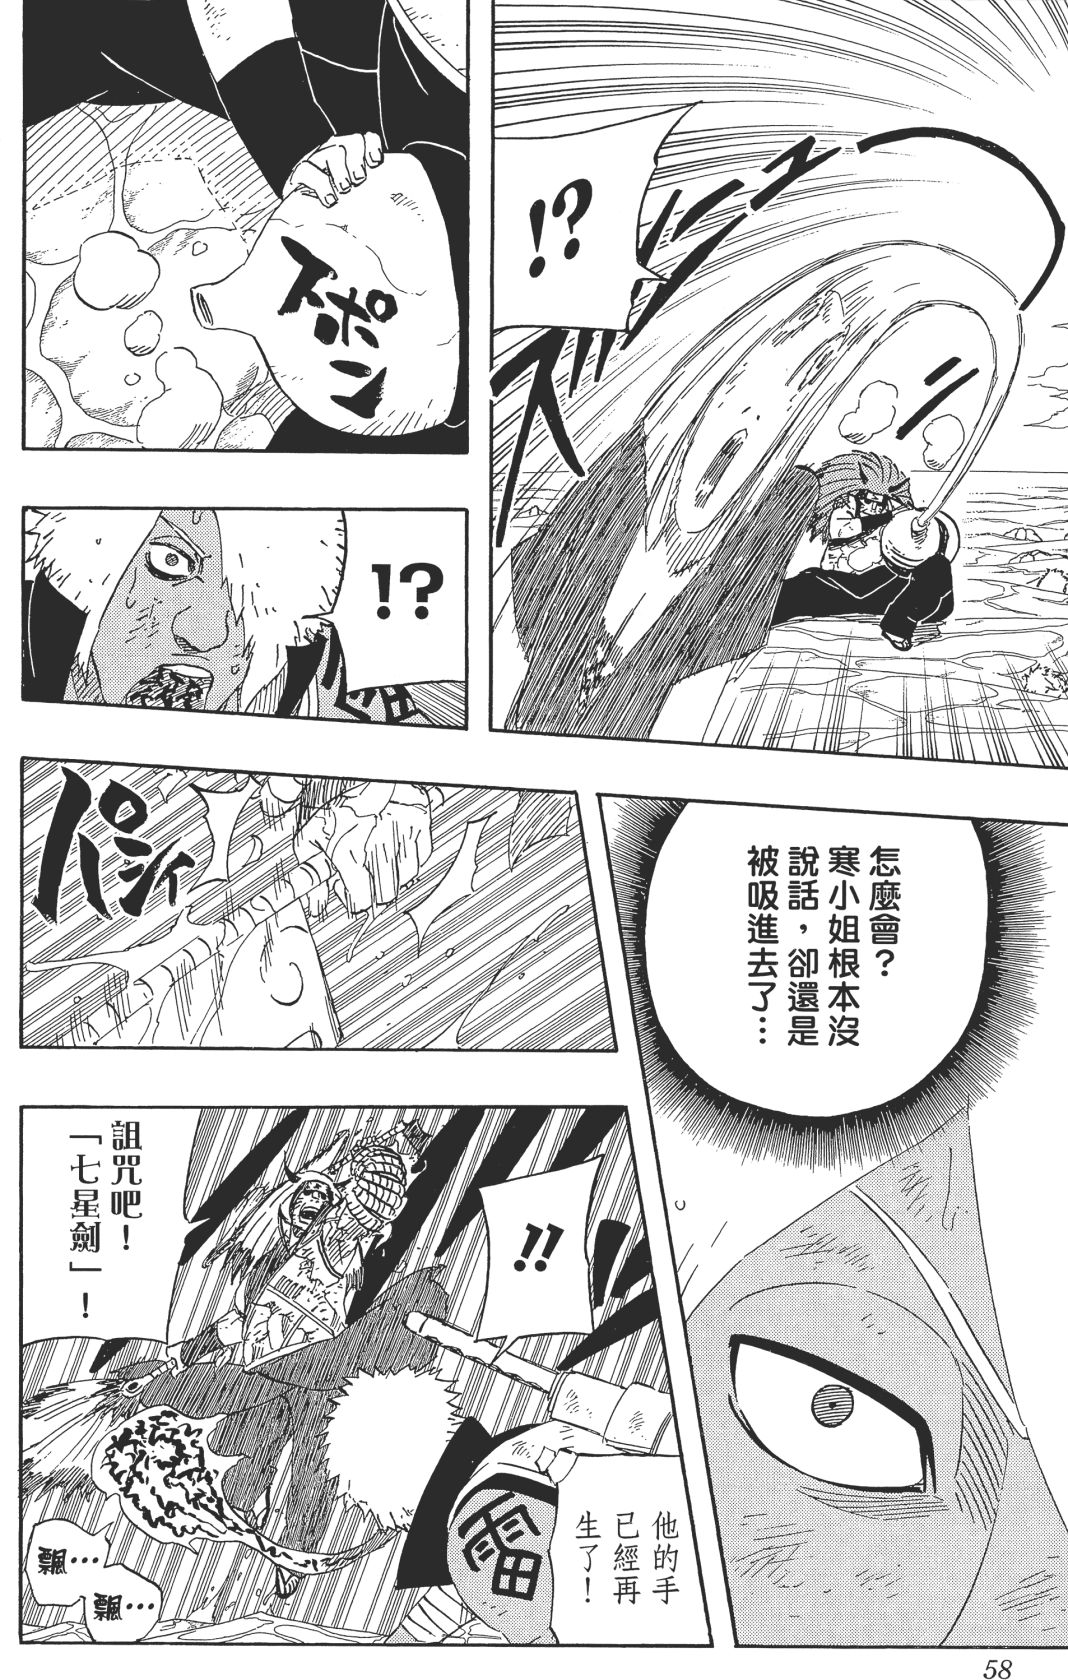 !?
スポン
!?
怎麼會？
寒小姐根本沒
說話，卻還是
被吸進去了…
パシィ
!!
詛咒吧！
「七星劍」！
他的手
已經再
生了！
雷
飄…
飄…
58